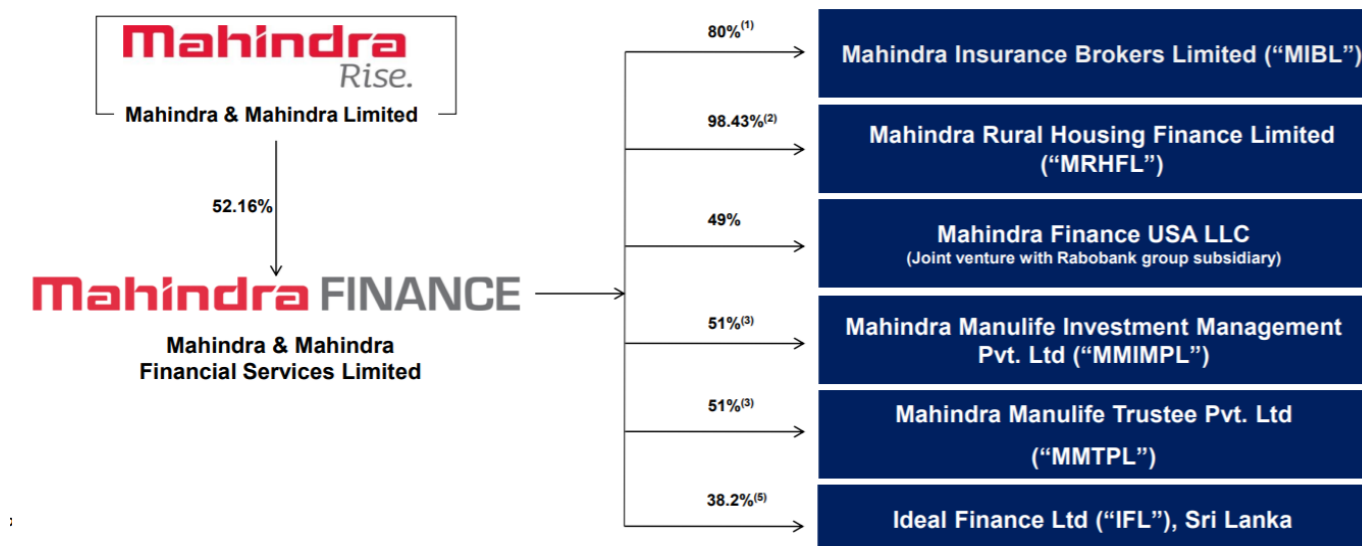 Mahindra
Rise.
Mahindra & Mahindra Limited
52.16%
Mahindra FINANCE
Mahindra & Mahindra
Financial Services Limited
80%(1)
Mahindra Insurance Brokers Limited (“MIBL”)
98.43%(2)
Mahindra Rural Housing Finance Limited
(“MRHFL”)
49%
Mahindra Finance USA LLC
(Joint venture with Rabobank group subsidiary)
51%(3)
Mahindra Manulife Investment Management
Pvt. Ltd (“MMIMPL”)
51%(3)
Mahindra Manulife Trustee Pvt. Ltd
(“MMTPL”)
38.2%(5)
Ideal Finance Ltd (“IFL”), Sri Lanka